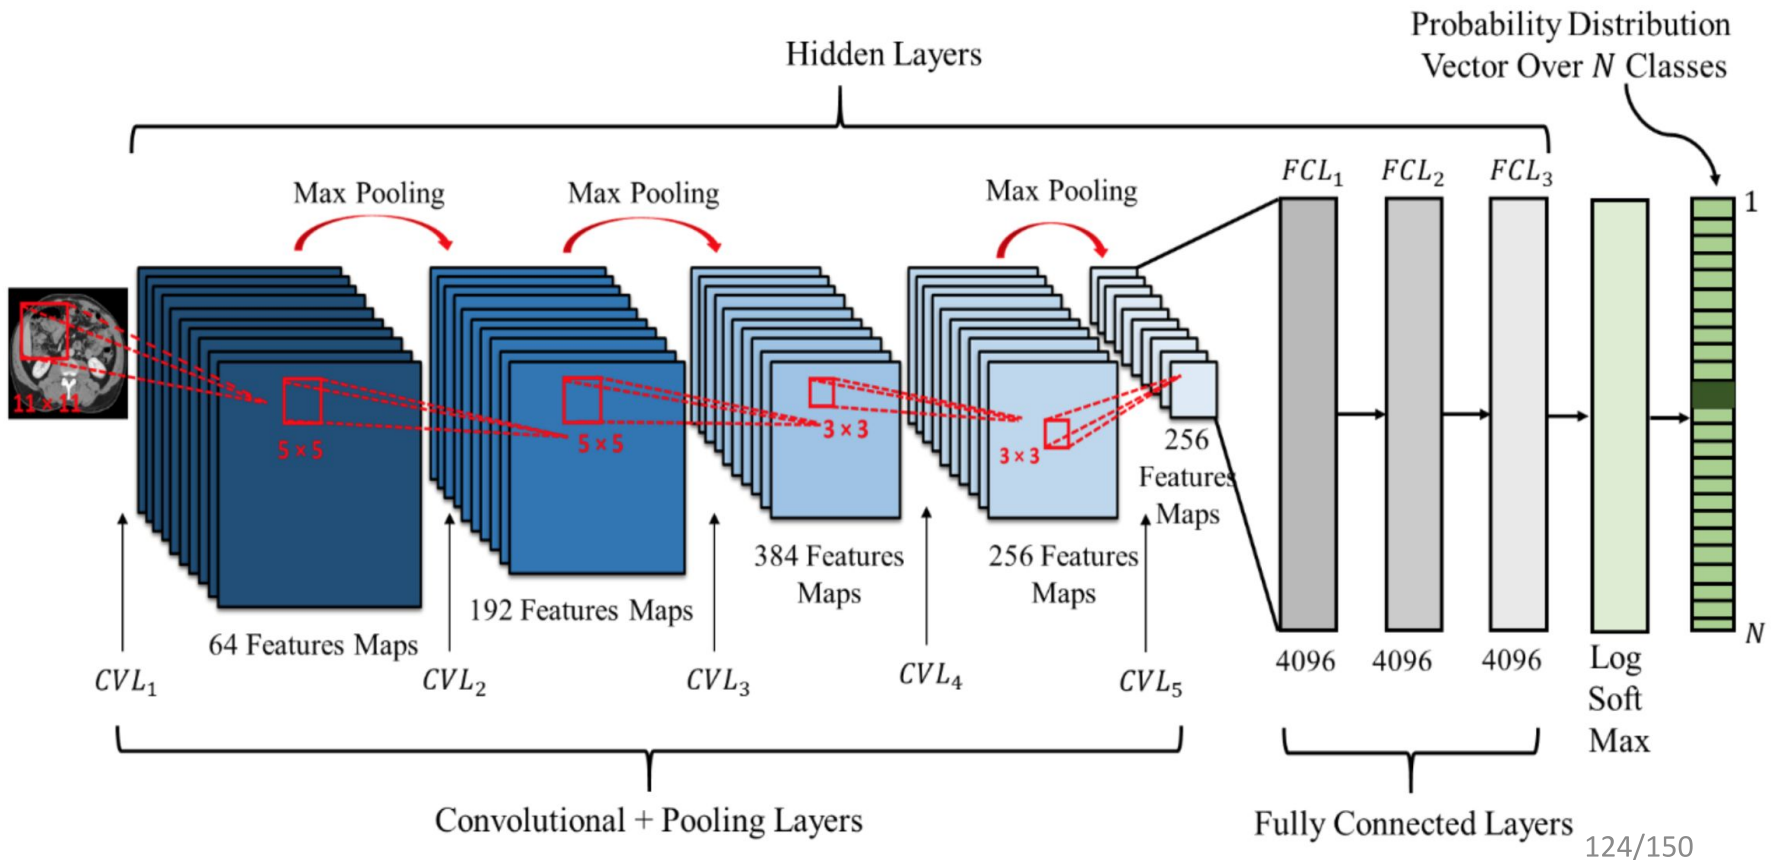 Probability Distribution
Vector Over N Classes
Hidden Layers
FCL₁
FCL₂
FCL₃
Max Pooling
Max Pooling
Max Pooling
1
11 × 11
5 × 5
5 × 5
3 × 3
3 × 3
256
Features
Maps
384 Features
Maps
256 Features
Maps
192 Features Maps
64 Features Maps
N
4096
4096
4096
Log
Soft
Max
CVL₁
CVL₂
CVL₃
CVL₄
CVL₅
Convolutional + Pooling Layers
Fully Connected Layers
124/150